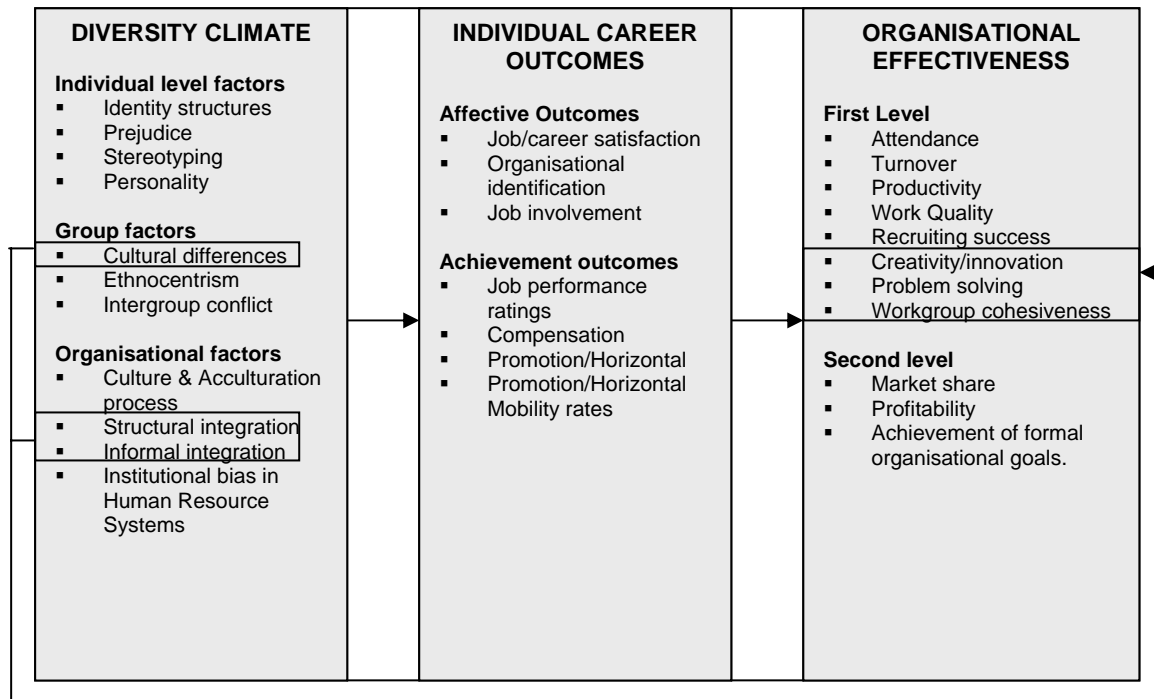 DIVERSITY CLIMATE
Individual level factors
▪ Identity structures
▪ Prejudice
▪ Stereotyping
▪ Personality
Group factors
▪ Cultural differences
▪ Ethnocentrism
▪ Intergroup conflict
Organisational factors
▪ Culture & Acculturation
process
▪ Structural integration
▪ Informal integration
▪ Institutional bias in
Human Resource
Systems
INDIVIDUAL CAREER
OUTCOMES
Affective Outcomes
▪ Job/career satisfaction
▪ Organisational
identification
▪ Job involvement
Achievement outcomes
▪ Job performance
ratings
▪ Compensation
▪ Promotion/Horizontal
▪ Promotion/Horizontal
Mobility rates
ORGANISATIONAL
EFFECTIVENESS
First Level
▪ Attendance
▪ Turnover
▪ Productivity
▪ Work Quality
▪ Recruiting success
▪ Creativity/innovation
▪ Problem solving
▪ Workgroup cohesiveness
Second level
▪ Market share
▪ Profitability
▪ Achievement of formal
organisational goals.